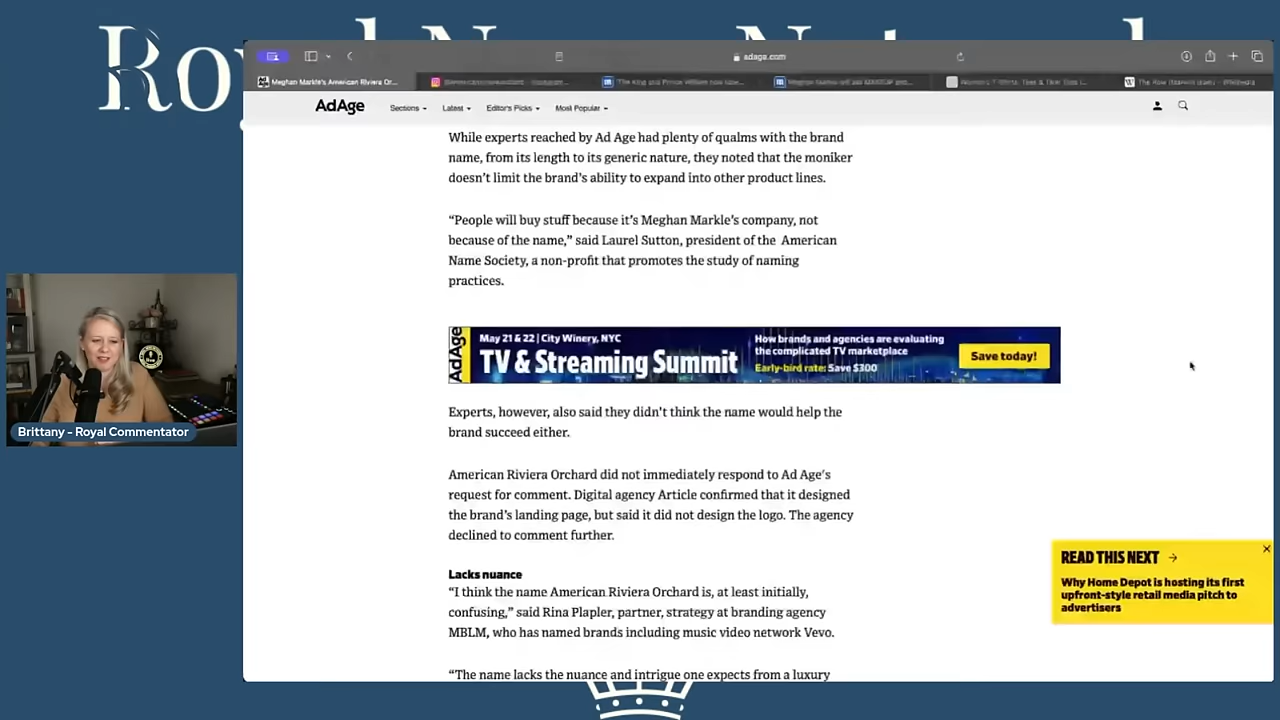 adage.com
Meghan Markle's American Riviera Or...
AdAge
Sections
Latest
Editor's Picks
Most Popular
While experts reached by Ad Age had plenty of qualms with the brand
name, from its length to its generic nature, they noted that the moniker
doesn't limit the brand's ability to expand into other product lines.
“People will buy stuff because it's Meghan Markle's company, not
because of the name,” said Laurel Sutton, president of the American
Name Society, a non-profit that promotes the study of naming
practices.
AdAge
May 21 & 22 | City Winery, NYC
TV & Streaming Summit
How brands and agencies are evaluating
the complicated TV marketplace
Early-bird rate: Save $300
Save today!
Experts, however, also said they didn't think the name would help the
brand succeed either.
American Riviera Orchard did not immediately respond to Ad Age's
request for comment. Digital agency Article confirmed that it designed
the brand's landing page, but said it did not design the logo. The agency
declined to comment further.
Lacks nuance
“I think the name American Riviera Orchard is, at least initially,
confusing,” said Rina Plapler, partner, strategy at branding agency
MBLM, who has named brands including music video network Vevo.
“The name lacks the nuance and intrigue one expects from a luxury
READ THIS NEXT →
Why Home Depot is hosting its first
upfront-style retail media pitch to
advertisers
Brittany - Royal Commentator